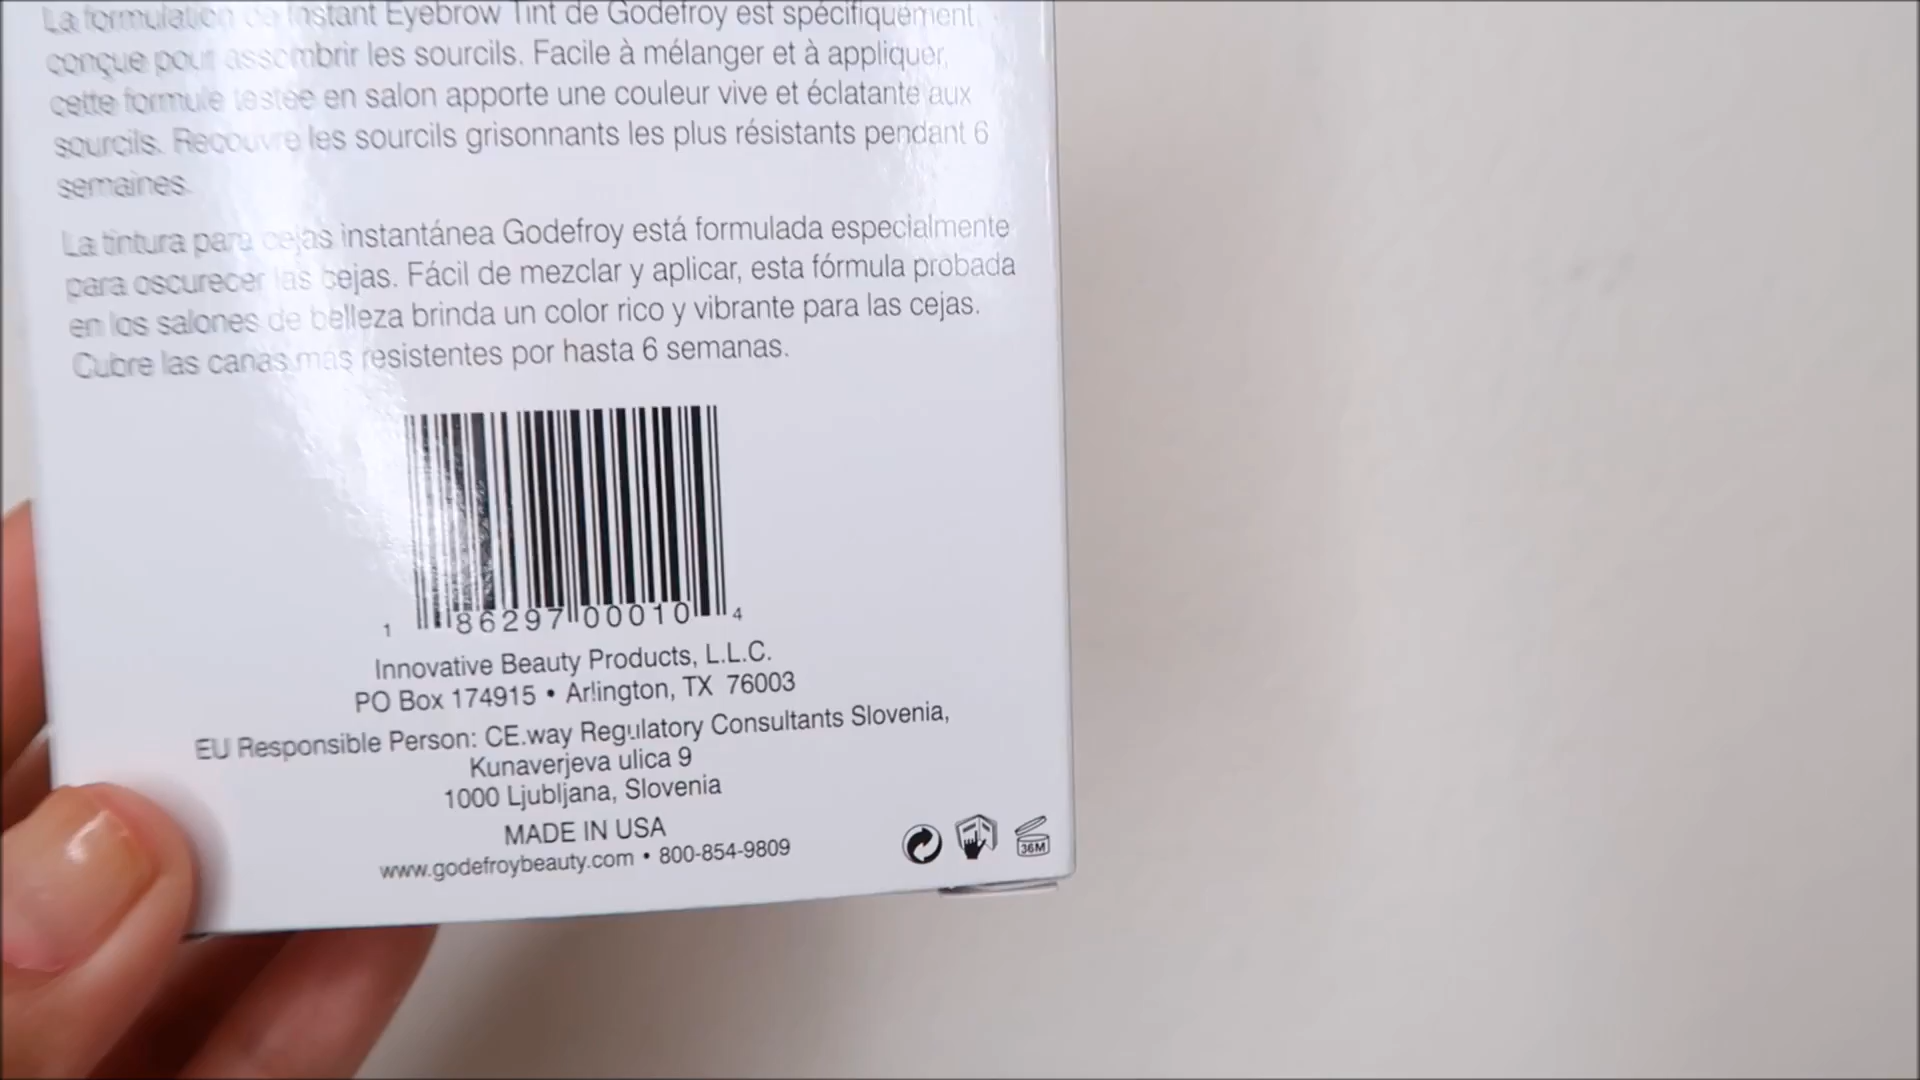 La formulation de Instant Eyebrow Tint de Godefroy est spécifiquement
conçue pour assombrir les sourcils. Facile à mélanger et à appliquer,
cette formule testée en salon apporte une couleur vive et éclatante aux
sourcils. Recouvre les sourcils grisonnants les plus résistants pendant 6
semaines.
La tintura para cejas instantánea Godefroy está formulada especialmente
para oscurecer las cejas. Fácil de mezclar y aplicar, esta fórmula probada
en los salones de belleza brinda un color rico y vibrante para las cejas.
Cubre las canas más resistentes por hasta 6 semanas.
1 86297 00010 4
Innovative Beauty Products, L.L.C.
PO Box 174915 • Arlington, TX 76003
EU Responsible Person: CE.way Regulatory Consultants Slovenia,
Kunaverjeva ulica 9
1000 Ljubljana, Slovenia
MADE IN USA
www.godefroybeauty.com • 800-854-9809
36M